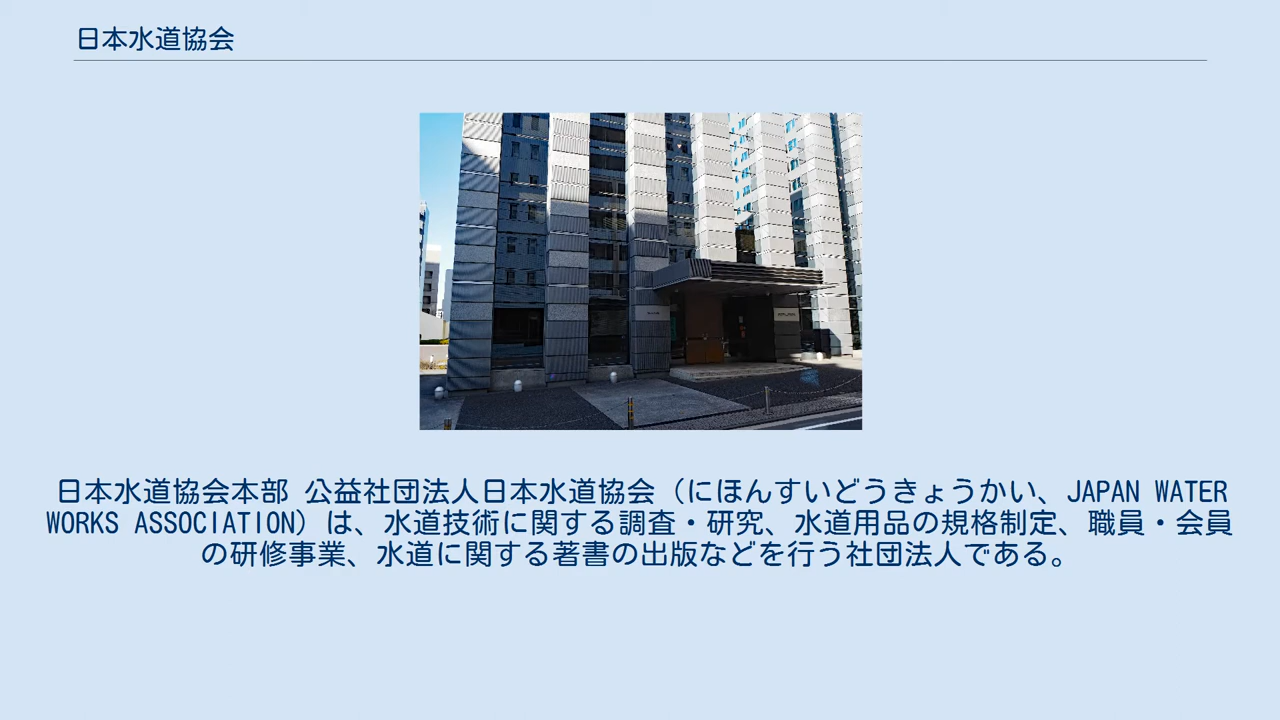 日本水道協会
日本水道協会本部 公益社団法人日本水道協会（にほんすいどうきょうかい、JAPAN WATER
WORKS ASSOCIATION）は、水道技術に関する調査・研究、水道用品の規格制定、職員・会員
の研修事業、水道に関する著書の出版などを行う社団法人である。